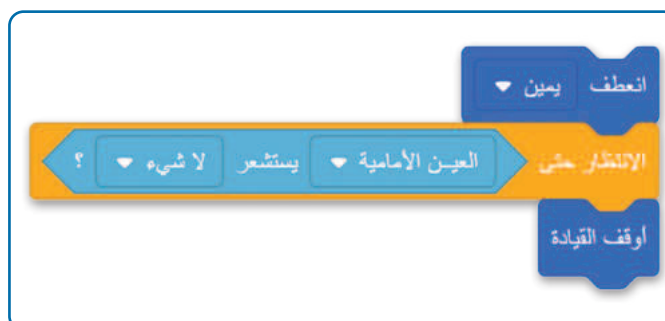 انعطف يمين
الانتظار حتى العين الأمامية يستشعر لا شيء ؟
أوقف القيادة